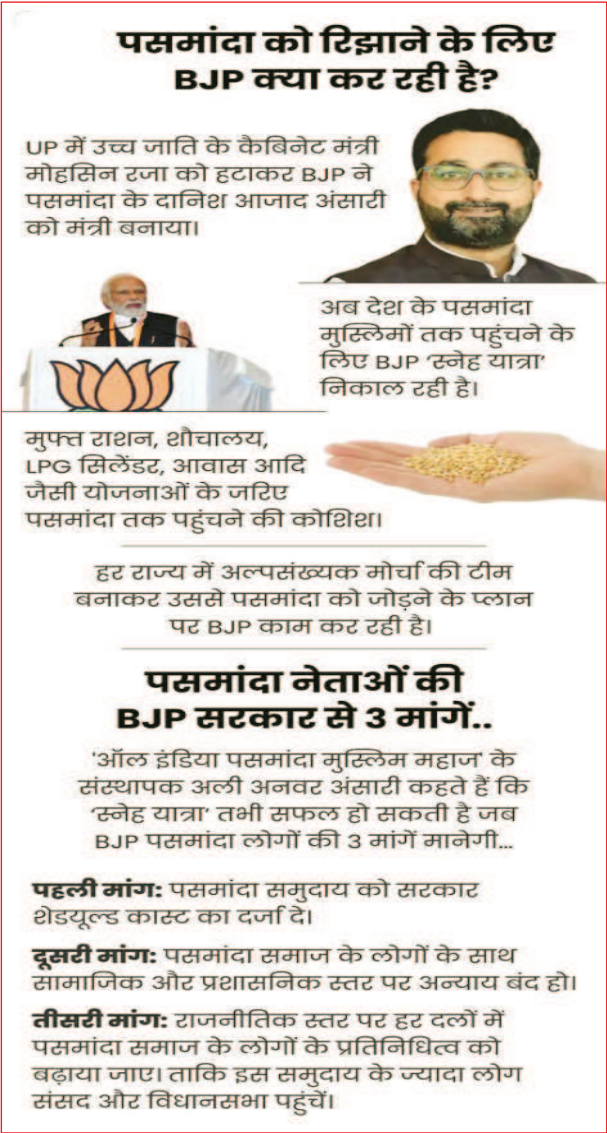 पसमांदा को रिझाने के लिए
BJP क्या कर रही है?
UP में उच्च जाति के कैबिनेट मंत्री
मोहसिन रजा को हटाकर BJP ने
पसमांदा के दानिश आजाद अंसारी
को मंत्री बनाया।
अब देश के पसमांदा
मुस्लिमों तक पहुंचने के
लिए BJP ‘स्नेह यात्रा’
निकाल रही है।
मुफ्त राशन, शौचालय,
LPG सिलेंडर, आवास आदि
जैसी योजनाओं के जरिए
पसमांदा तक पहुंचने की कोशिश।
हर राज्य में अल्पसंख्यक मोर्चा की टीम
बनाकर उससे पसमांदा को जोड़ने के प्लान
पर BJP काम कर रही है।
पसमांदा नेताओं की
BJP सरकार से 3 मांगें..
'ऑल इंडिया पसमांदा मुस्लिम महाज' के
संस्थापक अली अनवर अंसारी कहते हैं कि
‘स्नेह यात्रा’ तभी सफल हो सकती है जब
BJP पसमांदा लोगों की 3 मांगें मानेगी...
पहली मांग: पसमांदा समुदाय को सरकार
शेडयूल्ड कास्ट का दर्जा दे।
दूसरी मांग: पसमांदा समाज के लोगों के साथ
सामाजिक और प्रशासनिक स्तर पर अन्याय बंद हो।
तीसरी मांग: राजनीतिक स्तर पर हर दलों में
पसमांदा समाज के लोगों के प्रतिनिधित्व को
बढ़ाया जाए। ताकि इस समुदाय के ज्यादा लोग
संसद और विधानसभा पहुंचें।